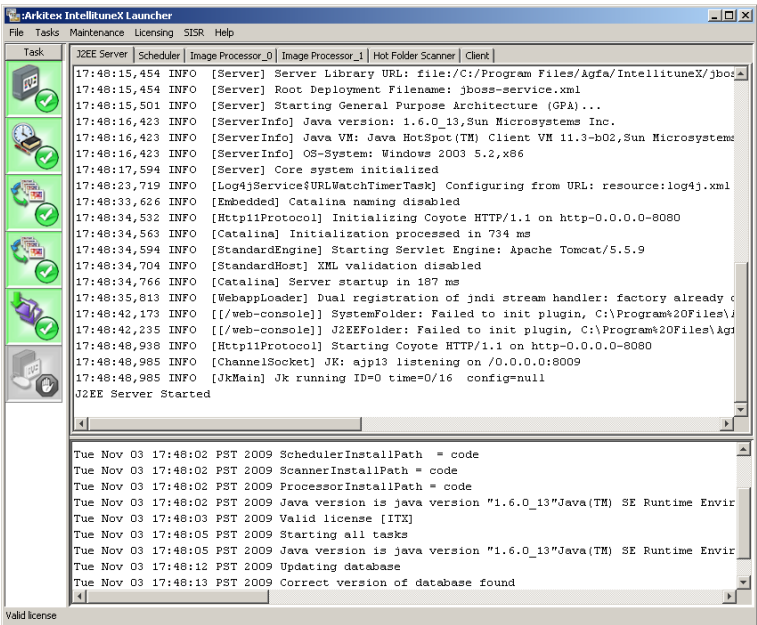 :Arkitex IntellituneX Launcher
File Tasks Maintenance Licensing SISR Help
Task
J2EE Server Scheduler Image Processor_0 Image Processor_1 Hot Folder Scanner Client
17:48:15,454 INFO [Server] Server Library URL: file:/C:/Program Files/Agfa/IntellituneX/jbos
17:48:15,454 INFO [Server] Root Deployment Filename: jboss-service.xml
17:48:15,501 INFO [Server] Starting General Purpose Architecture (GPA)...
17:48:16,423 INFO [ServerInfo] Java version: 1.6.0_13,Sun Microsystems Inc.
17:48:16,423 INFO [ServerInfo] Java VM: Java HotSpot(TM) Client VM 11.3-b02,Sun Microsystems
17:48:16,423 INFO [ServerInfo] OS-System: Windows 2003 5.2,x86
17:48:17,594 INFO [Server] Core system initialized
17:48:23,719 INFO [Log4jService$URLWatchTimerTask] Configuring from URL: resource:log4j.xml
17:48:33,626 INFO [Embedded] Catalina naming disabled
17:48:34,532 INFO [Http11Protocol] Initializing Coyote HTTP/1.1 on http-0.0.0.0-8080
17:48:34,563 INFO [Catalina] Initialization processed in 734 ms
17:48:34,594 INFO [StandardEngine] Starting Servlet Engine: Apache Tomcat/5.5.9
17:48:34,704 INFO [StandardHost] XML validation disabled
17:48:34,766 INFO [Catalina] Server startup in 187 ms
17:48:35,813 INFO [WebappLoader] Dual registration of jndi stream handler: factory already
17:48:42,173 INFO [[/web-console]] SystemFolder: Failed to init plugin, C:\Program%20Files\
17:48:42,235 INFO [[/web-console]] J2EEFolder: Failed to init plugin, C:\Program%20Files\Agf
17:48:48,938 INFO [Http11Protocol] Starting Coyote HTTP/1.1 on http-0.0.0.0-8080
17:48:48,985 INFO [ChannelSocket] JK: ajp13 listening on /0.0.0.0:8009
17:48:48,985 INFO [JkMain] Jk running ID=0 time=0/16 config=null
J2EE Server Started
Tue Nov 03 17:48:02 PST 2009 SchedulerInstallPath = code
Tue Nov 03 17:48:02 PST 2009 ScannerInstallPath = code
Tue Nov 03 17:48:02 PST 2009 ProcessorInstallPath = code
Tue Nov 03 17:48:02 PST 2009 Java version is java version "1.6.0_13"Java(TM) SE Runtime Envir
Tue Nov 03 17:48:03 PST 2009 Valid license [ITX]
Tue Nov 03 17:48:05 PST 2009 Starting all tasks
Tue Nov 03 17:48:05 PST 2009 Java version is java version "1.6.0_13"Java(TM) SE Runtime Envir
Tue Nov 03 17:48:12 PST 2009 Updating database
Tue Nov 03 17:48:13 PST 2009 Correct version of database found
Valid license